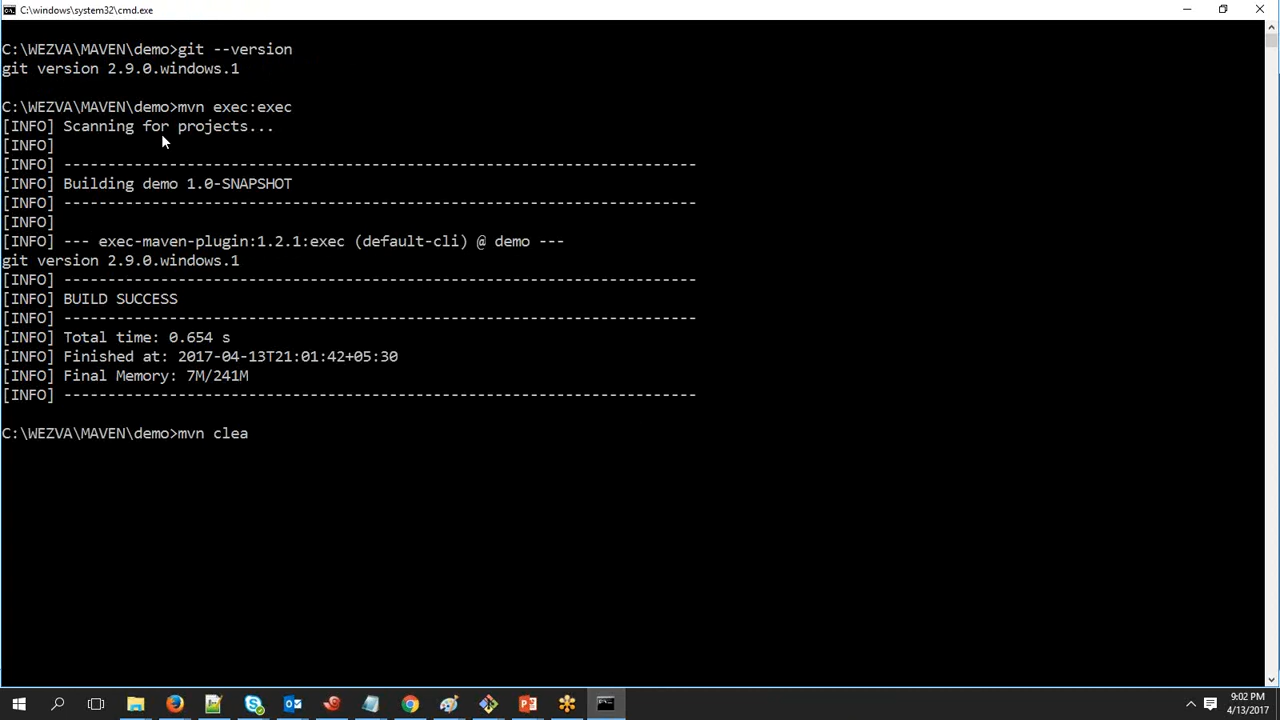 C:\windows\system32\cmd.exe
C:\WEZVA\MAVEN\demo>git --version
git version 2.9.0.windows.1
C:\WEZVA\MAVEN\demo>mvn exec:exec
[INFO] Scanning for projects...
[INFO]
[INFO] ------------------------------------------------------------------------
[INFO] Building demo 1.0-SNAPSHOT
[INFO] ------------------------------------------------------------------------
[INFO]
[INFO] --- exec-maven-plugin:1.2.1:exec (default-cli) @ demo ---
git version 2.9.0.windows.1
[INFO] ------------------------------------------------------------------------
[INFO] BUILD SUCCESS
[INFO] ------------------------------------------------------------------------
[INFO] Total time: 0.654 s
[INFO] Finished at: 2017-04-13T21:01:42+05:30
[INFO] Final Memory: 7M/241M
[INFO] ------------------------------------------------------------------------
C:\WEZVA\MAVEN\demo>mvn clea
9:02 PM
4/13/2017